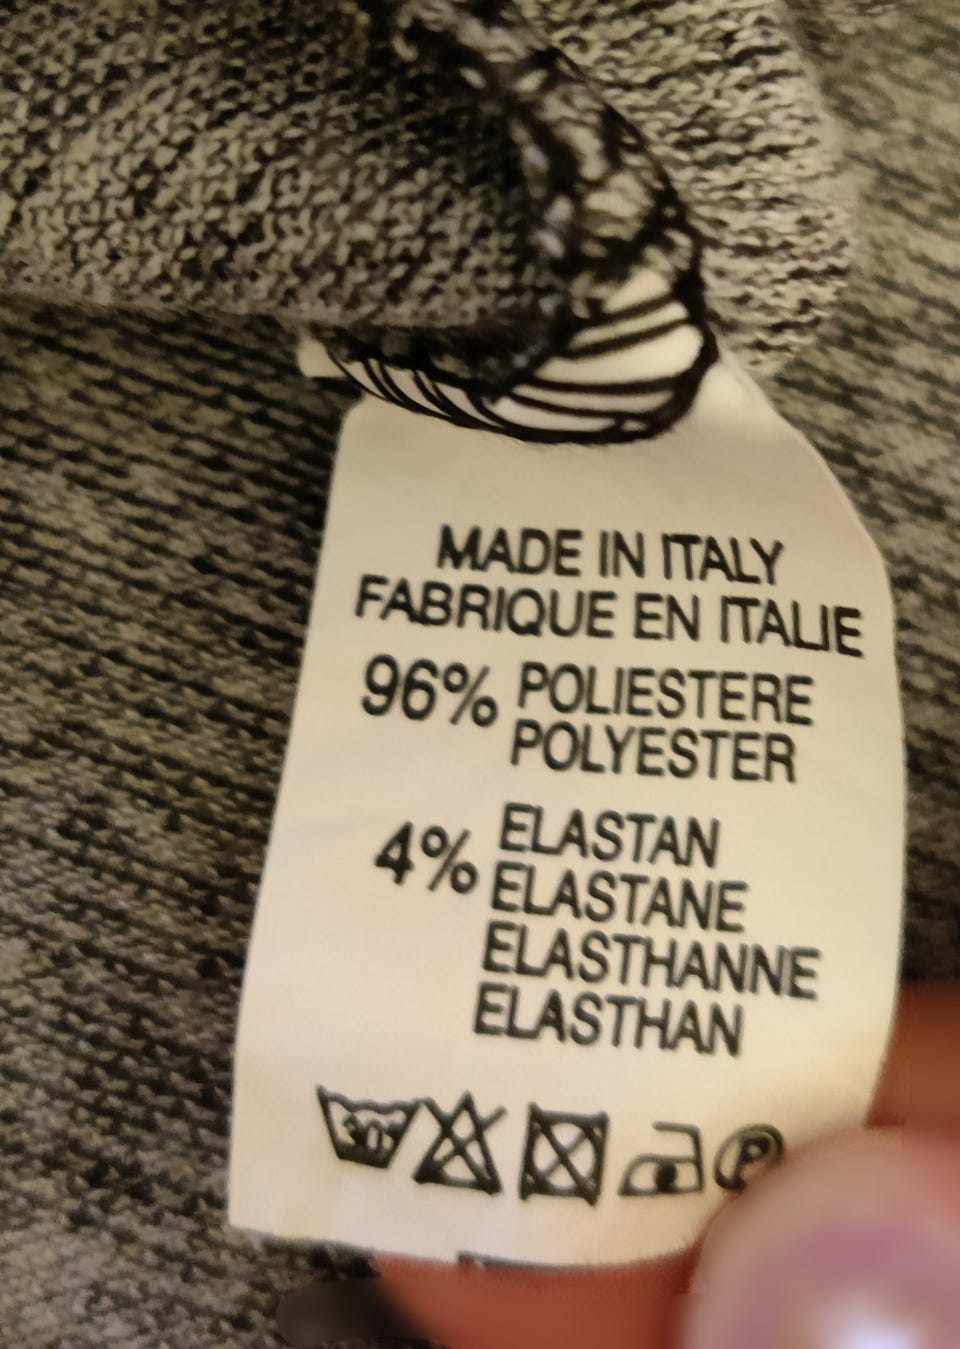 MADE IN ITALY
FABRIQUE EN ITALIE
96% POLIESTERE
POLYESTER
4% ELASTAN
ELASTANE
ELASTHANNE
ELASTHAN
30°
P